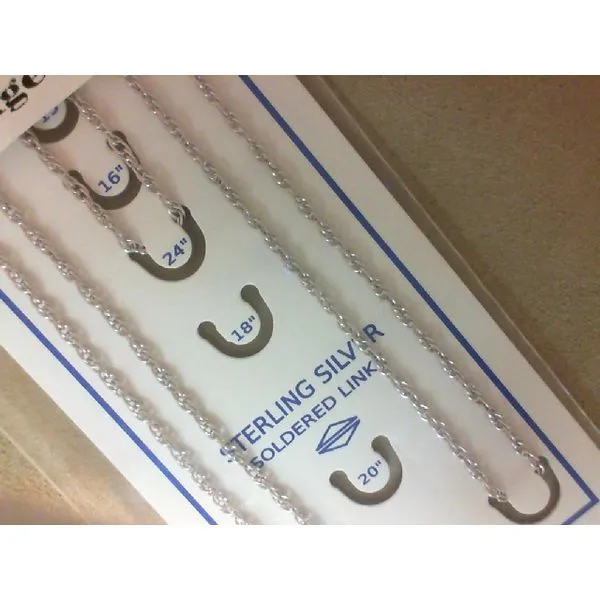 16"
24"
18"
STERLING SILVER
SOLDERED LINK
20"